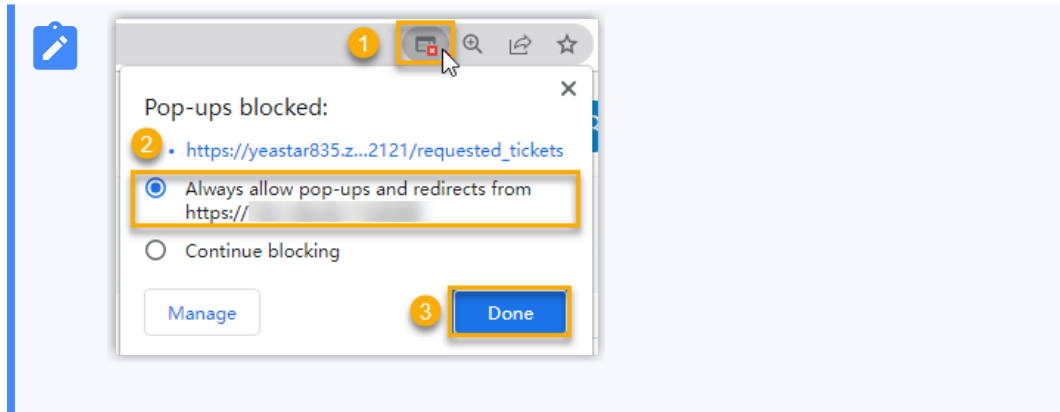 1
Pop-ups blocked:
2 • https://yeastar835.z...2121/requested_tickets
Always allow pop-ups and redirects from
https://
Continue blocking
Manage
3
Done